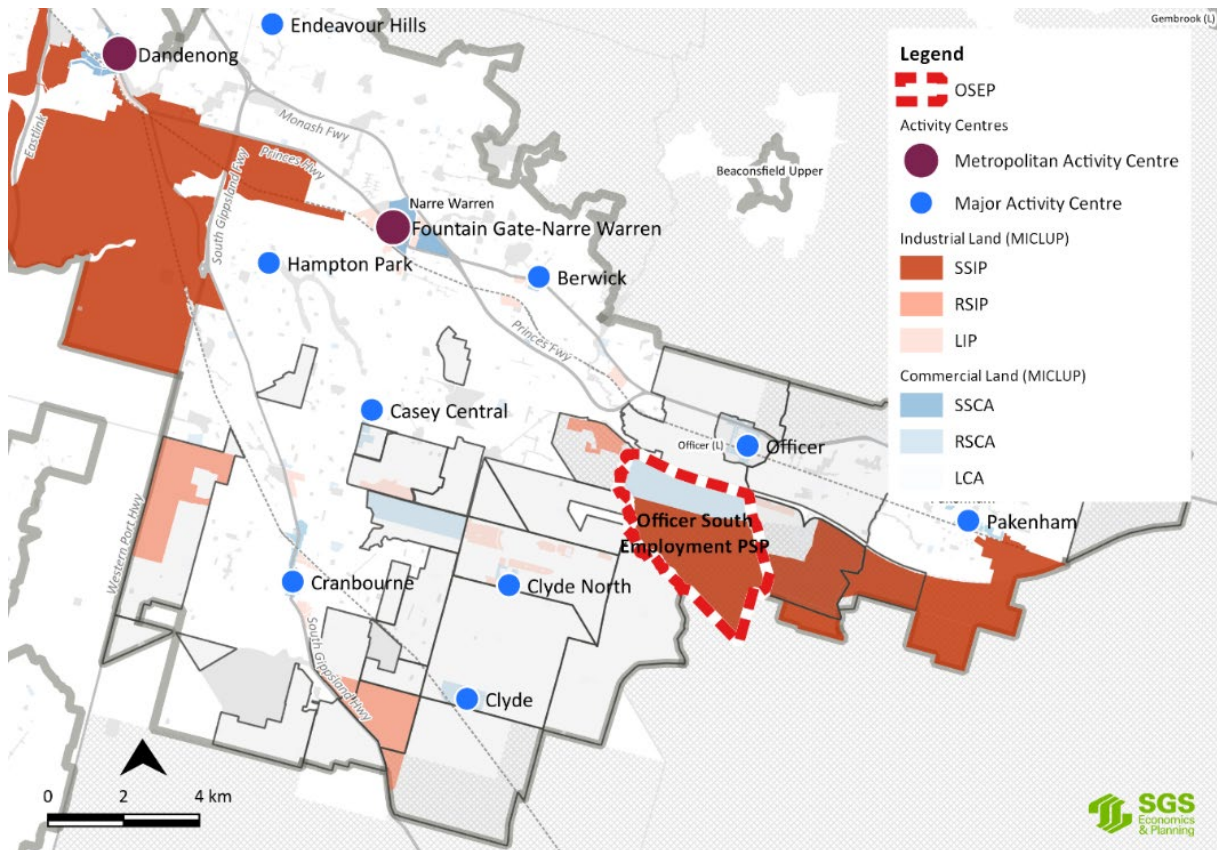 Endeavour Hills
Dandenong
Eastlink
Monash Fwy
Princes Hwy
South Gippsland Fwy
Narre Warren
Fountain Gate-Narre Warren
Hampton Park
Berwick
Princes Fwy
Beaconsfield Upper
Gembrook (L)
Casey Central
Officer (L)
Officer
Officer South
Employment PSP
Pakenham
Western Port Hwy
Cranbourne
Clyde North
South Gippsland Hwy
Clyde
Legend
OSEP
Activity Centres
Metropolitan Activity Centre
Major Activity Centre
Industrial Land (MICLUP)
SSIP
RSIP
LIP
Commercial Land (MICLUP)
SSCA
RSCA
LCA
0 2 4 km
SGS
Economics
& Planning